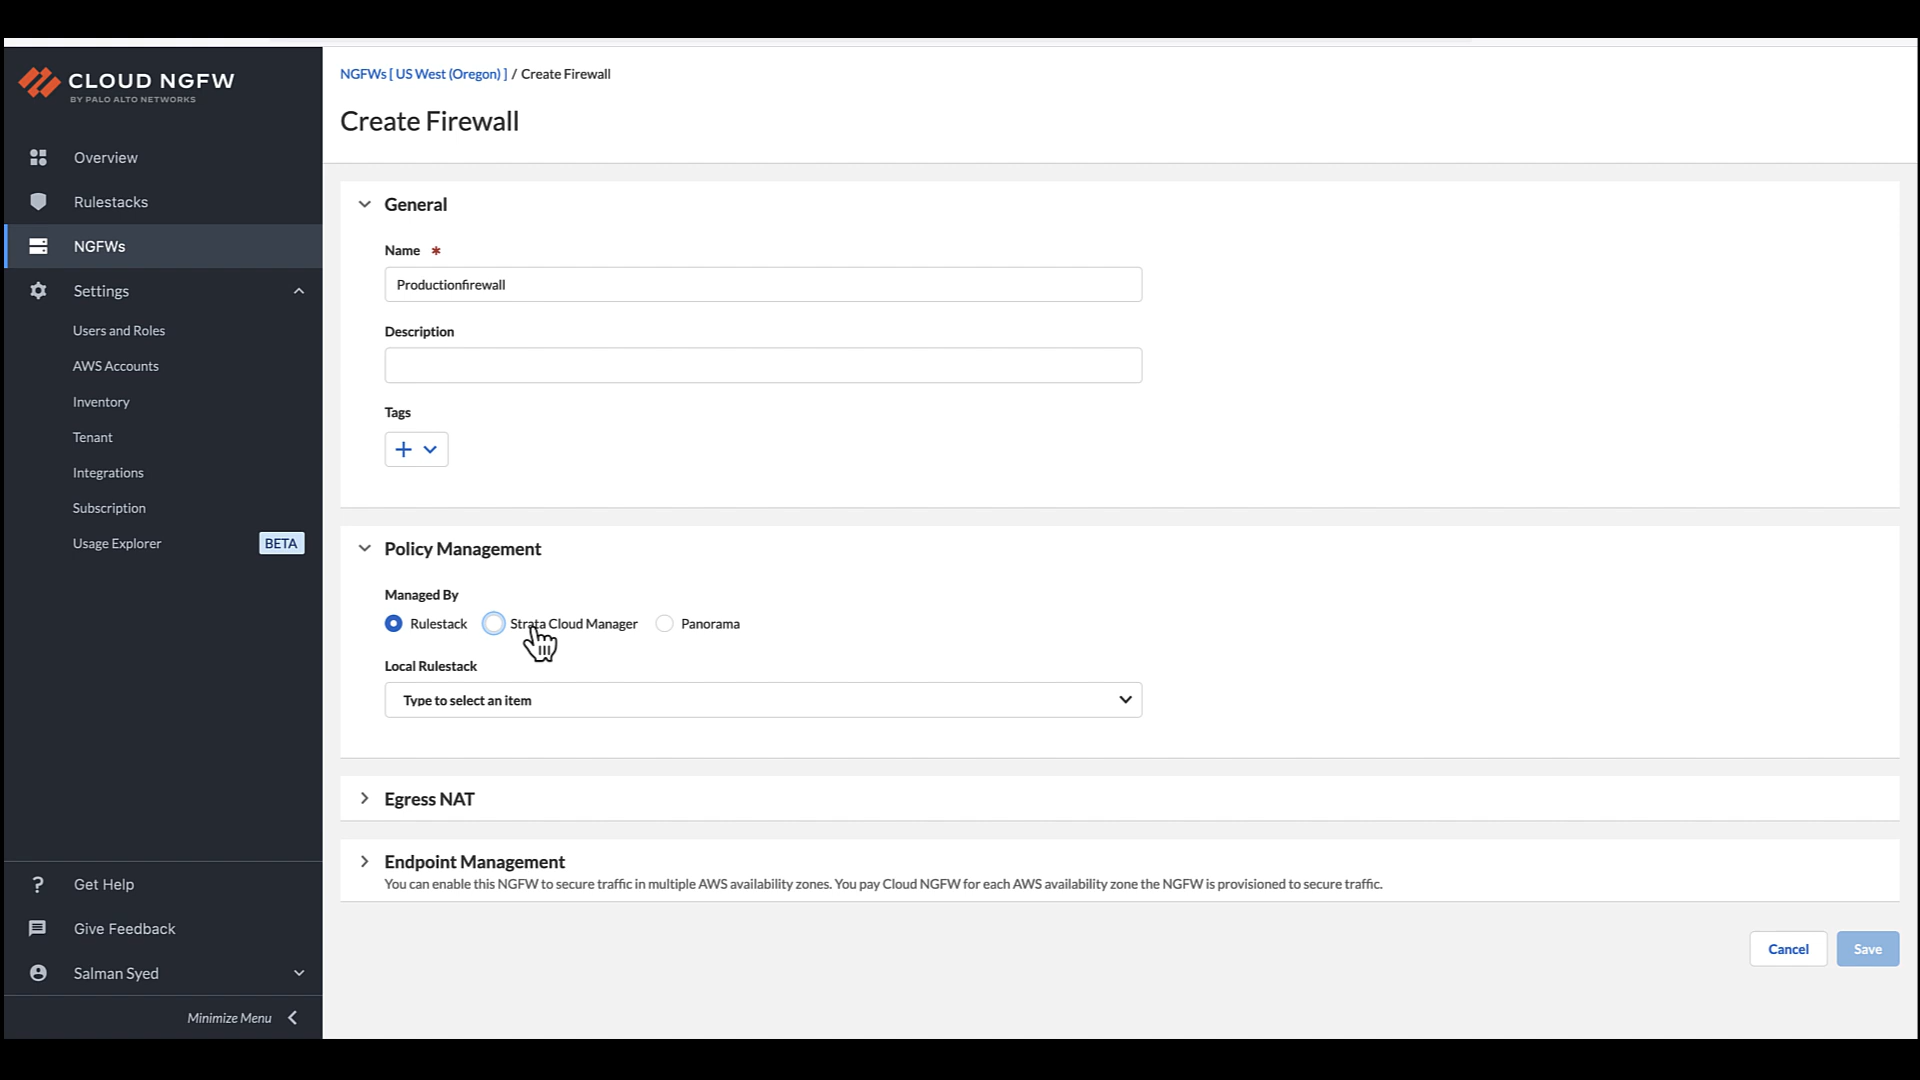 CLOUD NGFW
BY PALO ALTO NETWORKS
Overview
Rulestacks
NGFWs
Settings
Users and Roles
AWS Accounts
Inventory
Tenant
Integrations
Subscription
Usage Explorer BETA
Get Help
Give Feedback
Salman Syed
Minimize Menu
NGFWs [ US West (Oregon) ] / Create Firewall
Create Firewall
General
Name *
Productionfirewall
Description
Tags
Policy Management
Managed By
Rulestack Strata Cloud Manager Panorama
Local Rulestack
Type to select an item
Egress NAT
Endpoint Management
You can enable this NGFW to secure traffic in multiple AWS availability zones. You pay Cloud NGFW for each AWS availability zone the NGFW is provisioned to secure traffic.
Cancel Save